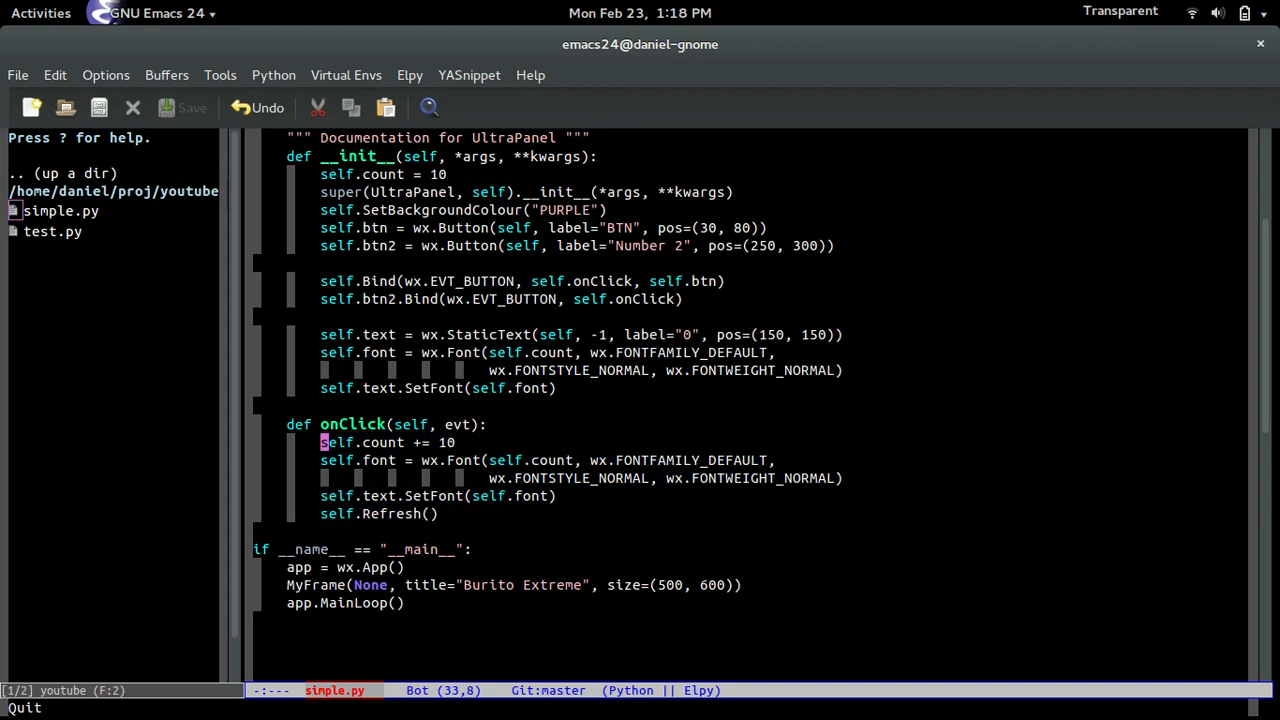 Activities GNU Emacs 24 Mon Feb 23, 1:18 PM Transparent
emacs24@daniel-gnome
File Edit Options Buffers Tools Python Virtual Envs Elpy YASnippet Help
Save Undo
Press ? for help.
.. (up a dir)
/home/daniel/proj/youtube
simple.py
test.py
""" Documentation for UltraPanel """
def __init__(self, *args, **kwargs):
self.count = 10
super(UltraPanel, self).__init__(*args, **kwargs)
self.SetBackgroundColour("PURPLE")
self.btn = wx.Button(self, label="BTN", pos=(30, 80))
self.btn2 = wx.Button(self, label="Number 2", pos=(250, 300))
self.Bind(wx.EVT_BUTTON, self.onClick, self.btn)
self.btn2.Bind(wx.EVT_BUTTON, self.onClick)
self.text = wx.StaticText(self, -1, label="0", pos=(150, 150))
self.font = wx.Font(self.count, wx.FONTFAMILY_DEFAULT,
wx.FONTSTYLE_NORMAL, wx.FONTWEIGHT_NORMAL)
self.text.SetFont(self.font)
def onClick(self, evt):
self.count += 10
self.font = wx.Font(self.count, wx.FONTFAMILY_DEFAULT,
wx.FONTSTYLE_NORMAL, wx.FONTWEIGHT_NORMAL)
self.text.SetFont(self.font)
self.Refresh()
if __name__ == "__main__":
app = wx.App()
MyFrame(None, title="Burito Extreme", size=(500, 600))
app.MainLoop()
[1/2] youtube (F:2)
-:--- simple.py Bot (33,8) Git:master (Python || Elpy)
Quit